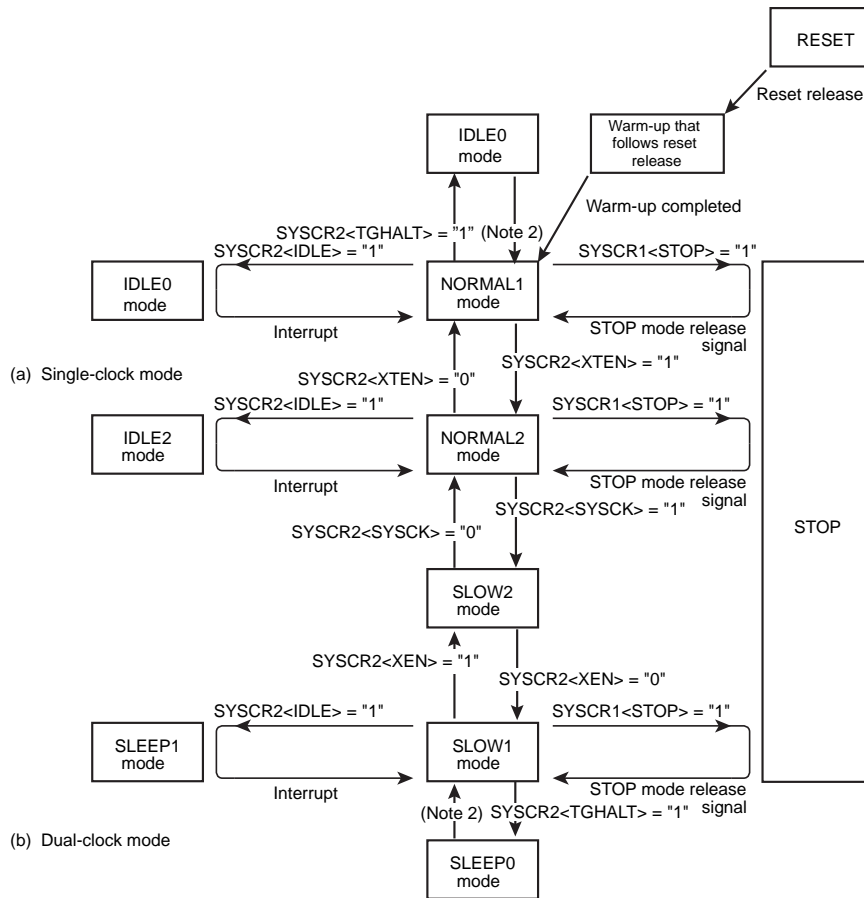 RESET
Reset release
IDLE0
mode
Warm-up that
follows reset
release
Warm-up completed
SYSCR2<TGHALT> = "1"
(Note 2)
SYSCR2<IDLE> = "1"
SYSCR1<STOP> = "1"
IDLE0
mode
NORMAL1
mode
Interrupt
STOP mode release
signal
SYSCR2<XTEN> = "1"
(a) Single-clock mode
SYSCR2<XTEN> = "0"
SYSCR2<IDLE> = "1"
SYSCR1<STOP> = "1"
IDLE2
mode
NORMAL2
mode
Interrupt
STOP mode release
signal
SYSCR2<SYSCK> = "1"
STOP
SYSCR2<SYSCK> = "0"
SLOW2
mode
SYSCR2<XEN> = "1"
SYSCR2<XEN> = "0"
SYSCR2<IDLE> = "1"
SYSCR1<STOP> = "1"
SLEEP1
mode
SLOW1
mode
Interrupt
STOP mode release
signal
(Note 2)
SYSCR2<TGHALT> = "1"
(b) Dual-clock mode
SLEEP0
mode